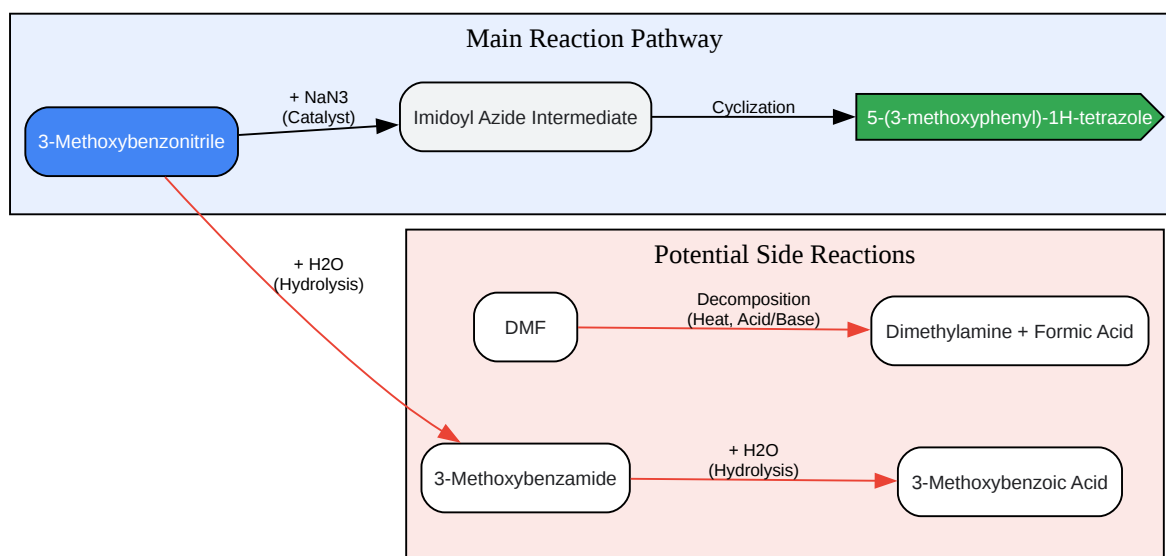 Main Reaction Pathway
3-Methoxybenzonitrile
+ NaN3
(Catalyst)
Imidoyl Azide Intermediate
Cyclization
5-(3-methoxyphenyl)-1H-tetrazole
+ H2O
(Hydrolysis)
Potential Side Reactions
DMF
Decomposition
(Heat, Acid/Base)
Dimethylamine + Formic Acid
3-Methoxybenzamide
+ H2O
(Hydrolysis)
3-Methoxybenzoic Acid